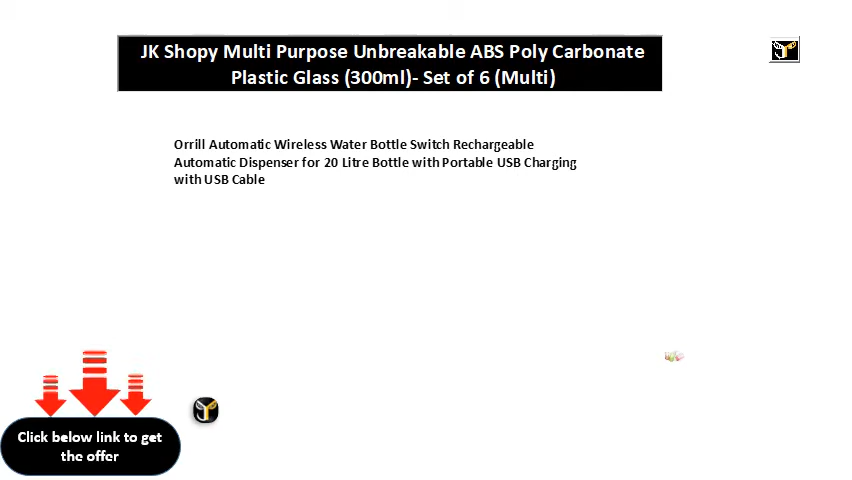 JK Shopy Multi Purpose Unbreakable ABS Poly Carbonate
Plastic Glass (300ml)- Set of 6 (Multi)
Orrill Automatic Wireless Water Bottle Switch Rechargeable
Automatic Dispenser for 20 Litre Bottle with Portable USB Charging
with USB Cable
Click below link to get
the offer